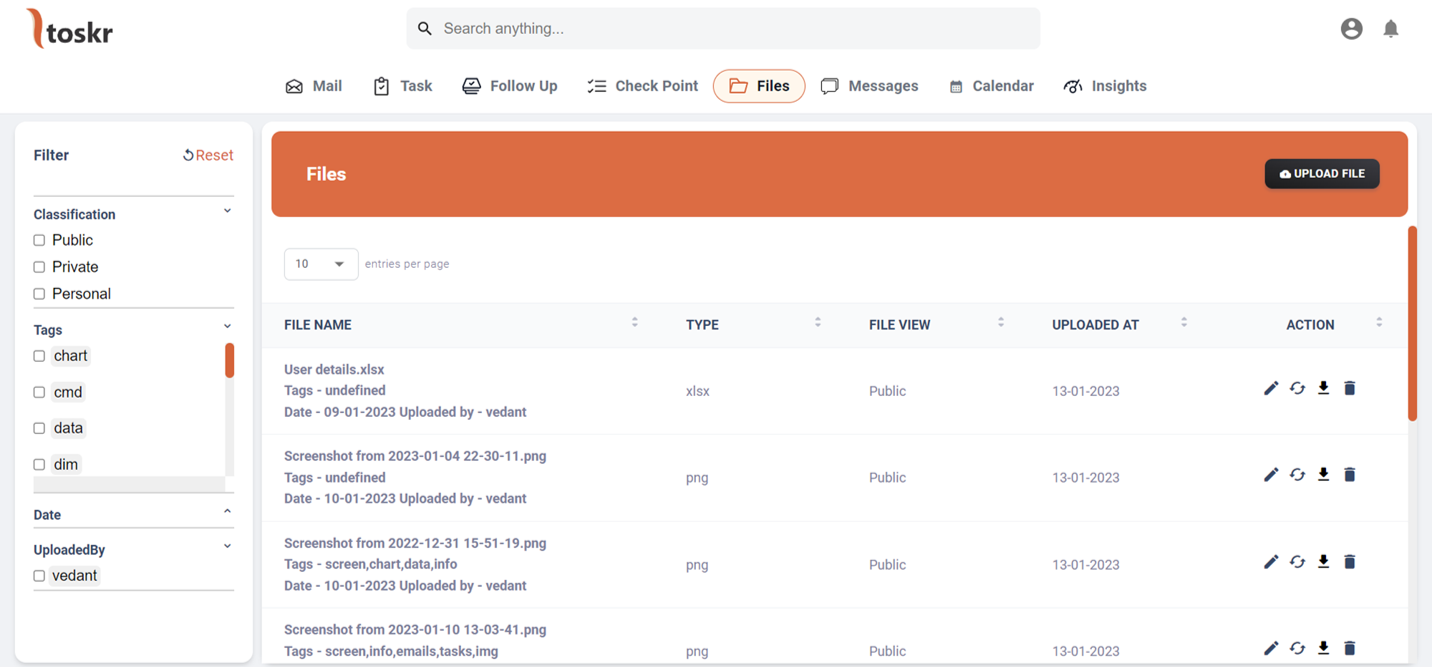 toskr
Search anything...
Mail Task Follow Up Check Point Files Messages Calendar Insights
Filter Reset
Classification
Public
Private
Personal
Tags
chart
cmd
data
dim
Date
UploadedBy
vedant
Files UPLOAD FILE
10 entries per page
FILE NAME TYPE FILE VIEW UPLOADED AT ACTION
User details.xlsx
Tags - undefined
xlsx Public 13-01-2023
Date - 09-01-2023 Uploaded by - vedant
Screenshot from 2023-01-04 22-30-11.png
Tags - undefined
png Public 13-01-2023
Date - 10-01-2023 Uploaded by - vedant
Screenshot from 2022-12-31 15-51-19.png
Tags - screen,chart,data,info
png Public 13-01-2023
Date - 10-01-2023 Uploaded by - vedant
Screenshot from 2023-01-10 13-03-41.png
Tags - screen,info,emails,tasks,img
png Public 13-01-2023